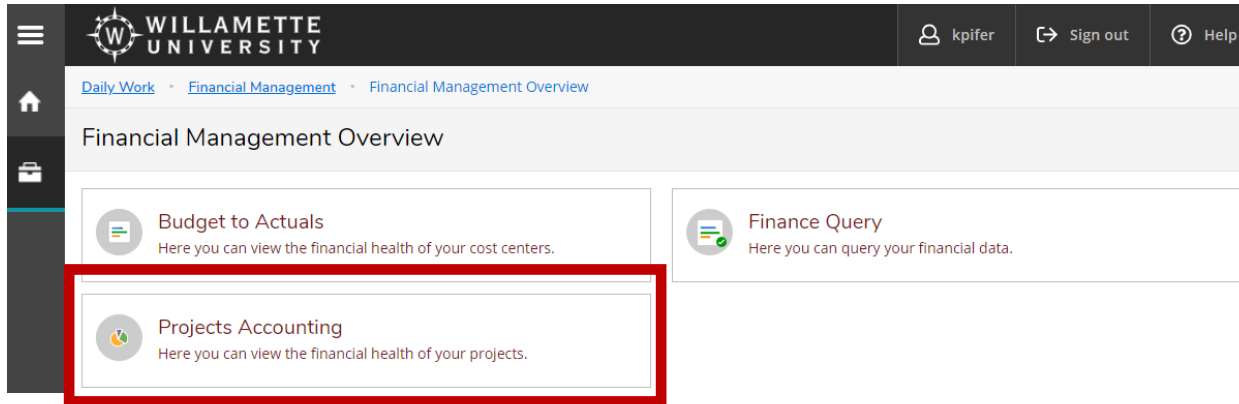 WILLAMETTE
W UNIVERSITY
kpifer Sign out ? Help
Daily Work • Financial Management • Financial Management Overview
Financial Management Overview
Budget to Actuals
Here you can view the financial health of your cost centers.
Finance Query
Here you can query your financial data.
Projects Accounting
Here you can view the financial health of your projects.